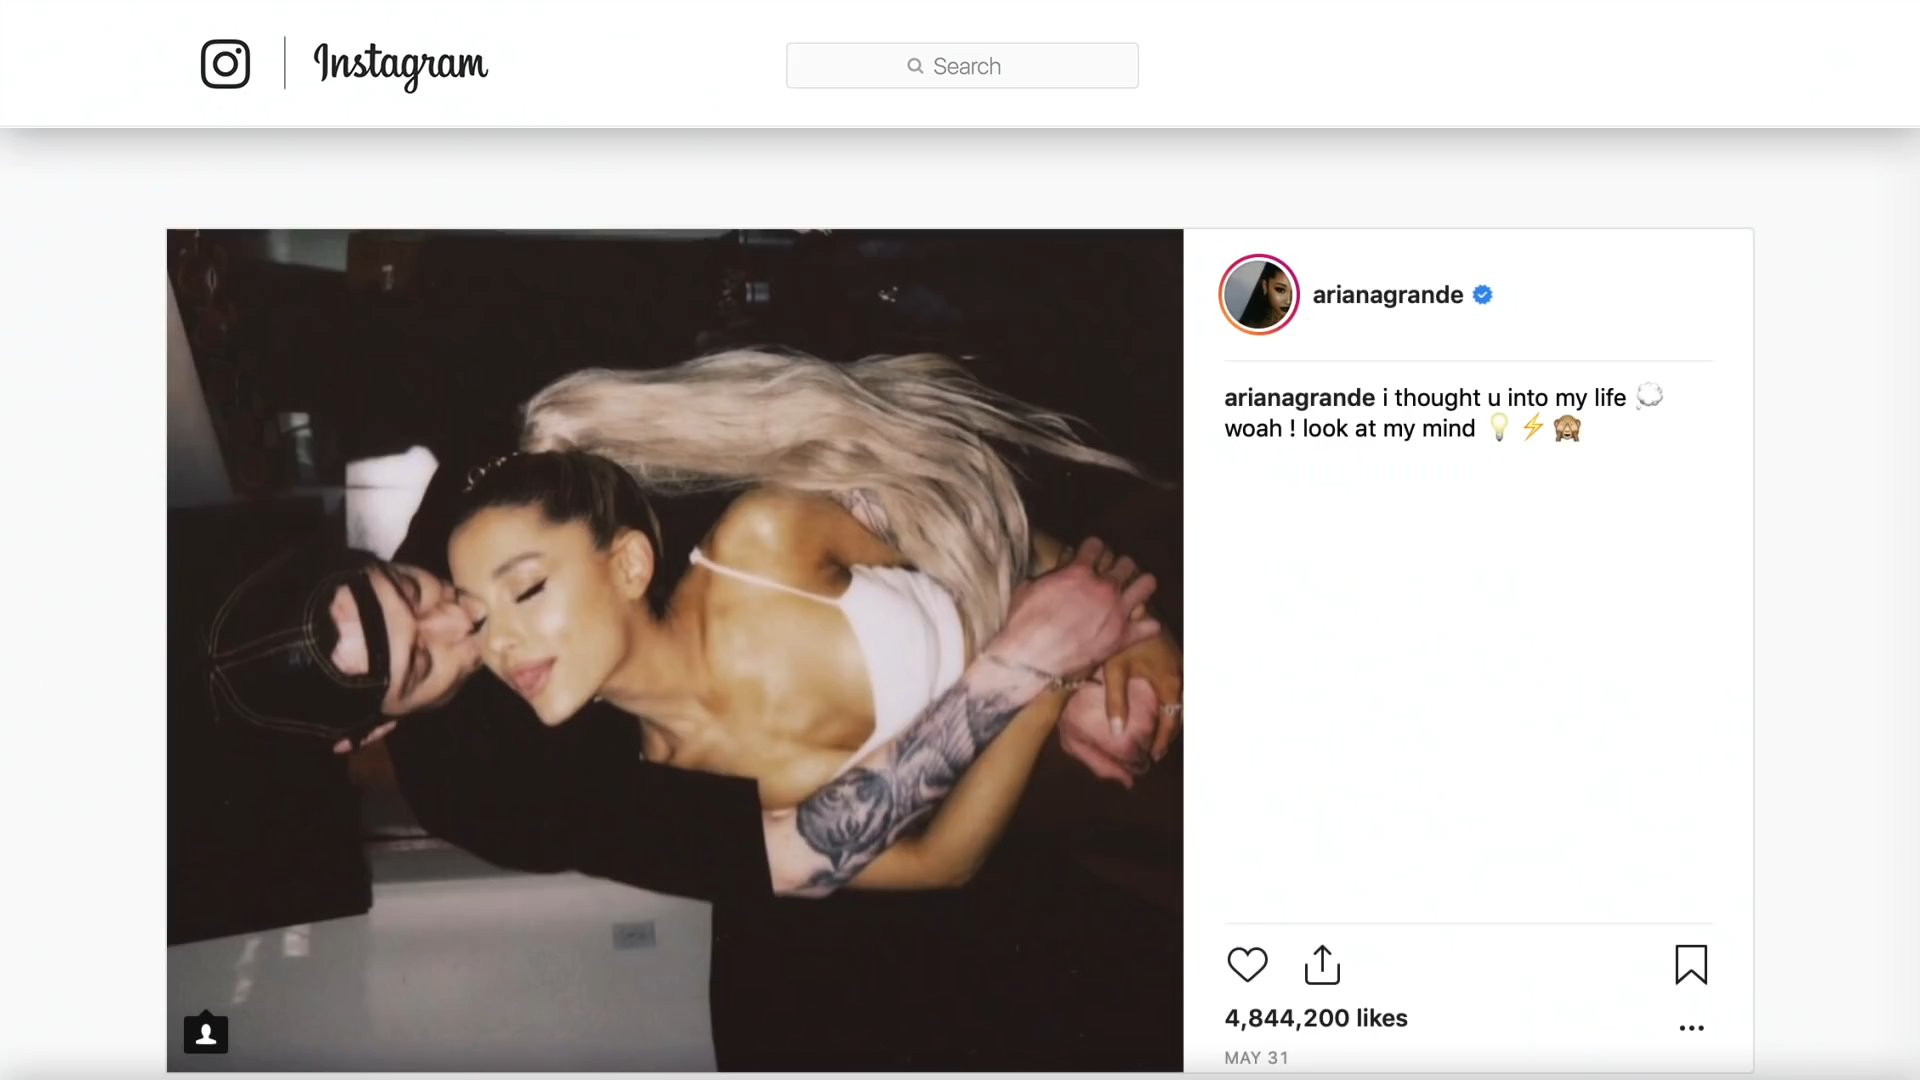 Instagram
Search
arianagrande
arianagrande i thought u into my life 💭
woah ! look at my mind 💡 ⚡ 🙈
4,844,200 likes
MAY 31